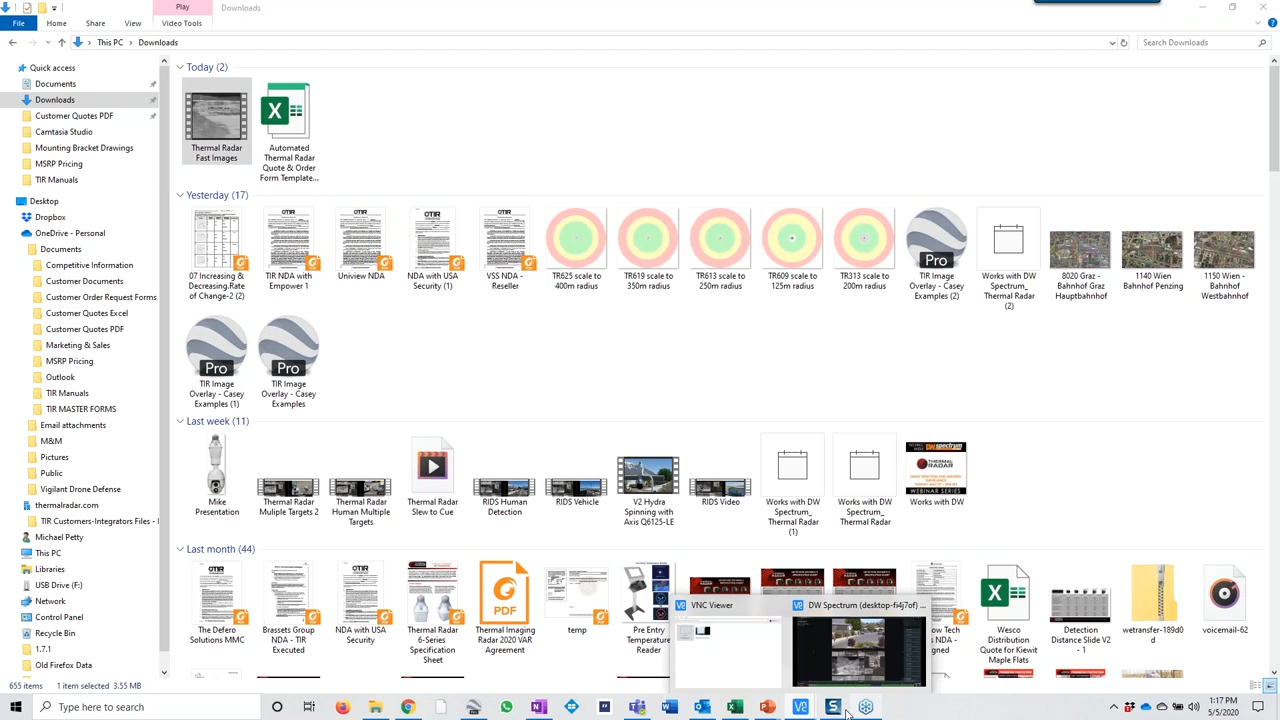 Play
Downloads
File
Home
Share
View
Video Tools
This PC
Downloads
Search Downloads
Quick access
Documents
Downloads
Customer Quotes PDF
Camtasia Studio
Mounting Bracket Drawings
MSRP Pricing
TIR Manuals
Desktop
Dropbox
OneDrive - Personal
Documents
Competitive Information
Customer Documents
Customer Order Request Forms
Customer Quotes Excel
Customer Quotes PDF
Marketing & Sales
MSRP Pricing
Outlook
TIR Manuals
TIR MASTER FORMS
Email attachments
M&M
Pictures
Public
Vigilant Drone Defense
thermalradar.com
TIR Customers-Integrators Files -
Michael Petty
This PC
Libraries
USB Drive (F:)
Network
Control Panel
Recycle Bin
1.7.1
Old Firefox Data
Today (2)
Thermal Radar
Fast Images
Automated
Thermal Radar
Quote & Order
Form Template...
Yesterday (17)
07 Increasing &
Decreasing.Rate
of Change-2 (2)
TIR NDA with
Empower 1
Uniview NDA
NDA with USA
Security (1)
VSS NDA -
Reseller
TR625 scale to
400m radius
TR619 scale to
350m radius
TR613 scale to
250m radius
TR609 scale to
125m radius
TR313 scale to
200m radius
Pro
TIR Image
Overlay - Casey
Examples (2)
Works with DW
Spectrum_
Thermal Radar
(2)
8020 Graz -
Bahnhof Graz
Hauptbahnhof
1140 Wien
Bahnhof Penzing
1150 Wien -
Bahnhof
Westbahnhof
Pro
TIR Image
Overlay - Casey
Examples (1)
Pro
TIR Image
Overlay - Casey
Examples
Last week (11)
Mike
Presentation
Thermal Radar
Muliple Targets 2
Thermal Radar
Human Multiple
Targets
Thermal Radar
Slew to Cue
RIDS Human
Detection
RIDS Vehicle
V2 Hydra
Spinning with
Axis Q6125-LE
RIDS Video
Works with DW
Spectrum_
Thermal Radar
(1)
Works with DW
Spectrum_
Thermal Radar
DW spectrum
THERMAL
RADAR
WEBINAR SERIES
Works with DW
Last month (44)
The Defero
Solutions MMC
Brassets Group
NDA - TIR
Executed
NDA with USA
Security
Thermal Radar
6-Series
Specification
Sheet
PDF
Thermal Imaging
Radar 2020 VAR
Agreement
temp
Pre Entry
Temperature
Reader
VNC Viewer
DW Spectrum (desktop-fi4j7of) ...
Wesco
Distribution
Quote for Kiewit
Maple Flats
Detection
Distance Slide V2
- 1
wetransfer-189d0
d
voicemail-62
655 items
1 item selected 3.55 MB
Type here to search
1:17 PM
5/5/2020